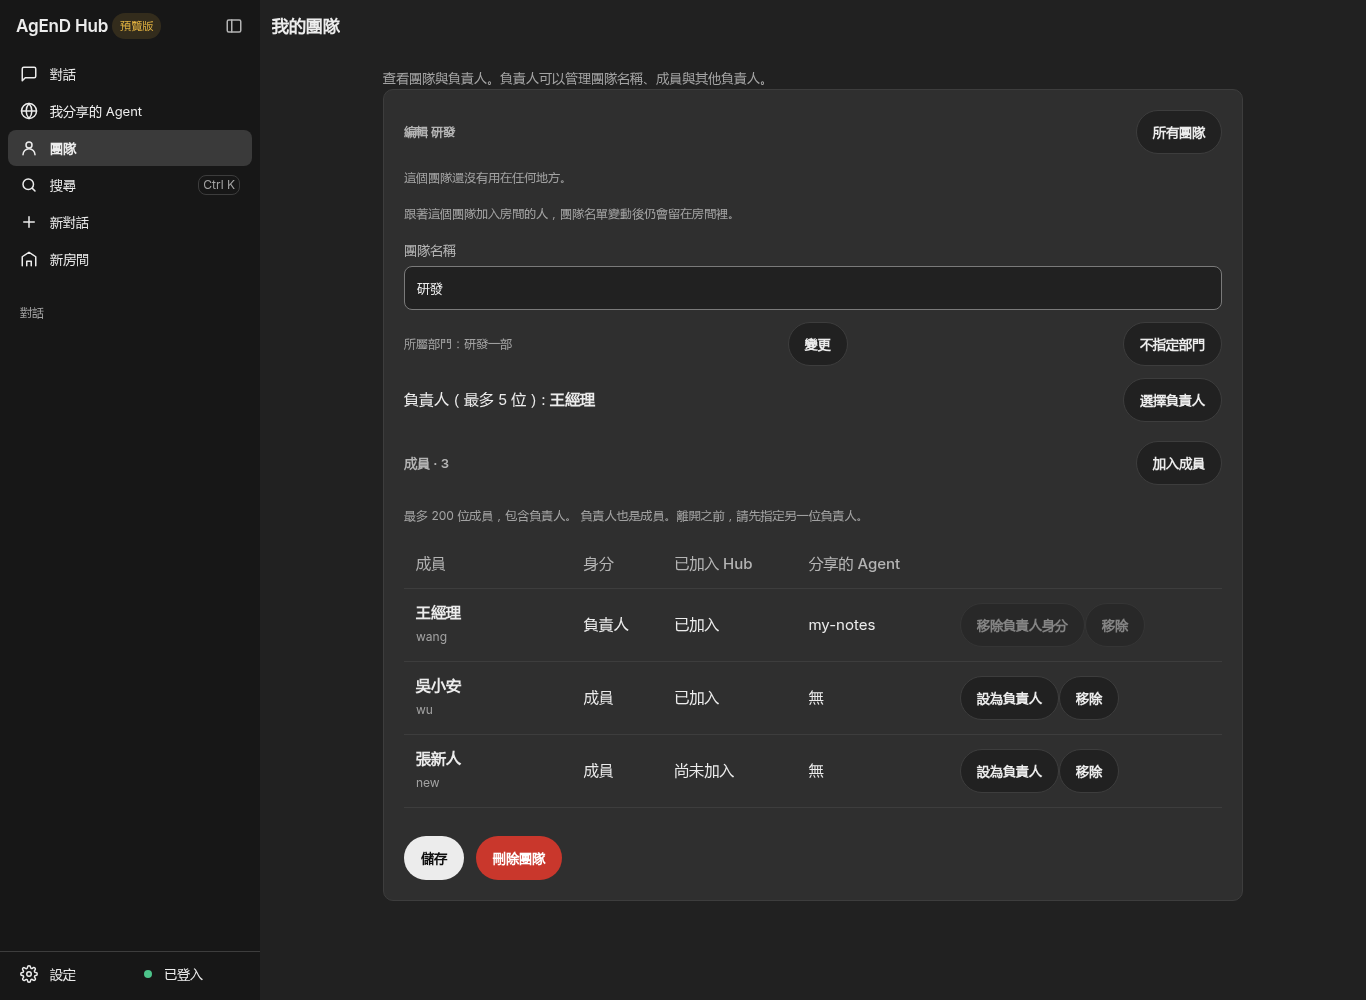 AgEnD Hub 預覽版
對話
我分享的 Agent
團隊
搜尋 Ctrl K
新對話
新房間
對話
設定 已登入
我的團隊
查看團隊與負責人。負責人可以管理團隊名稱、成員與其他負責人。
編輯 研發 所有團隊
這個團隊還沒有用在任何地方。
跟著這個團隊加入房間的人，團隊名單變動後仍會留在房間裡。
團隊名稱
研發
所屬部門：研發一部 變更 不指定部門
負責人（最多 5 位）: 王經理 選擇負責人
成員 · 3 加入成員
最多 200 位成員，包含負責人。 負責人也是成員。離開之前，請先指定另一位負責人。
成員 身分 已加入 Hub 分享的 Agent
王經理
wang
負責人 已加入 my-notes 移除負責人身分 移除
吳小安
wu
成員 已加入 無 設為負責人 移除
張新人
new
成員 尚未加入 無 設為負責人 移除
儲存 刪除團隊